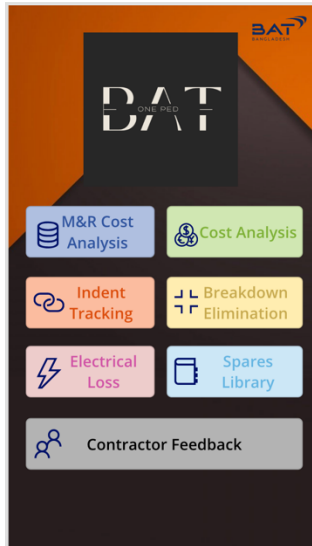 BAT
BANGLADESH
BAT
ONE PED
M&R Cost
Analysis
Cost Analysis
Indent
Tracking
Breakdown
Elimination
Electrical
Loss
Spares
Library
Contractor Feedback